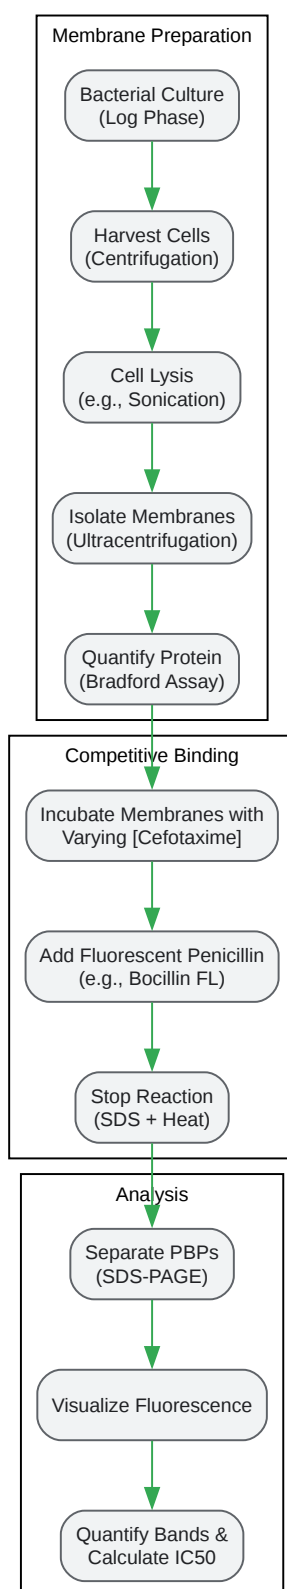 Membrane Preparation
Bacterial Culture
(Log Phase)
Harvest Cells
(Centrifugation)
Cell Lysis
(e.g., Sonication)
Isolate Membranes
(Ultracentrifugation)
Quantify Protein
(Bradford Assay)
Competitive Binding
Incubate Membranes with
Varying [Cefotaxime]
Add Fluorescent Penicillin
(e.g., Bocillin FL)
Stop Reaction
(SDS + Heat)
Analysis
Separate PBPs
(SDS-PAGE)
Visualize Fluorescence
Quantify Bands &
Calculate IC50